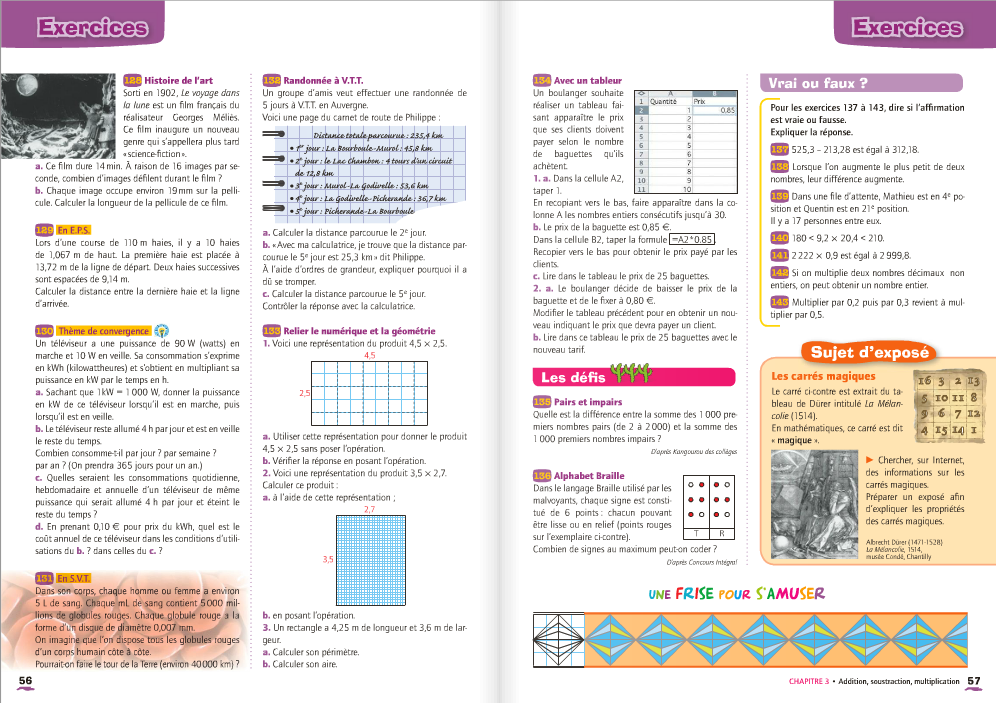 Exercices
128 Histoire de l'art
Sorti en 1902, Le voyage dans
la lune est un film français du
réalisateur Georges Méliès.
Ce film inaugure un nouveau
genre qui s'appellera plus tard
« science-fiction ».
a. Ce film dure 14 min. À raison de 16 images par se-
conde, combien d'images défilent durant le film ?
b. Chaque image occupe environ 19 mm sur la pelli-
cule. Calculer la longueur de la pellicule de ce film.
129 En E.P.S.
Lors d'une course de 110 m haies, il y a 10 haies
de 1,067 m de haut. La première haie est placée à
13,72 m de la ligne de départ. Deux haies successives
sont espacées de 9,14 m.
Calculer la distance entre la dernière haie et la ligne
d'arrivée.
130 Thème de convergence
Un téléviseur a une puissance de 90 W (watts) en
marche et 10 W en veille. Sa consommation s'exprime
en kWh (kilowattheures) et s'obtient en multipliant sa
puissance en kW par le temps en h.
a. Sachant que 1kW = 1 000 W, donner la puissance
en kW de ce téléviseur lorsqu'il est en marche, puis
lorsqu'il est en veille.
b. Le téléviseur reste allumé 4 h par jour et est en veille
le reste du temps.
Combien consomme-t-il par jour ? par semaine ?
par an ? (On prendra 365 jours pour un an.)
c. Quelles seraient les consommations quotidienne,
hebdomadaire et annuelle d'un téléviseur de même
puissance qui serait allumé 4 h par jour et éteint le
reste du temps ?
d. En prenant 0,10 € pour prix du kWh, quel est le
coût annuel de ce téléviseur dans les conditions d'utili-
sations du b. ? dans celles du c. ?
131 En S.V.T.
Dans son corps, chaque homme ou femme a environ
5 L de sang. Chaque mL de sang contient 5 000 mil-
lions de globules rouges. Chaque globule rouge a la
forme d'un disque de diamètre 0,007 mm.
On imagine que l'on dispose tous les globules rouges
d'un corps humain côte à côte.
Pourrait-on faire le tour de la Terre (environ 40 000 km) ?
56
132 Randonnée à V.T.T.
Un groupe d'amis veut effectuer une randonnée de
5 jours à V.T.T. en Auvergne.
Voici une page du carnet de route de Philippe :
Distance totale parcourue : 235,4 km
• 1er jour : La Bourboule-Murol : 45,8 km
• 2e jour : le Lac Chambon : 4 tours d'un circuit
de 12,8 km
• 3e jour : Murol-La Godivelle : 53,6 km
• 4e jour : La Godivelle-Picherande : 36,7 km
• 5e jour : Picherande-La Bourboule
a. Calculer la distance parcourue le 2e jour.
b. « Avec ma calculatrice, je trouve que la distance par-
courue le 5e jour est 25,3 km » dit Philippe.
À l'aide d'ordres de grandeur, expliquer pourquoi il a
dû se tromper.
c. Calculer la distance parcourue le 5e jour.
Contrôler la réponse avec la calculatrice.
133 Relier le numérique et la géométrie
1. Voici une représentation du produit 4,5 × 2,5.
4,5
2,5
a. Utiliser cette représentation pour donner le produit
4,5 × 2,5 sans poser l'opération.
b. Vérifier la réponse en posant l'opération.
2. Voici une représentation du produit 3,5 × 2,7.
Calculer ce produit :
a. à l'aide de cette représentation ;
2,7
3,5
b. en posant l'opération.
3. Un rectangle a 4,25 m de longueur et 3,6 m de lar-
geur.
a. Calculer son périmètre.
b. Calculer son aire.
Exercices
134 Avec un tableur
Un boulanger souhaite
réaliser un tableau fai-
sant apparaître le prix
que ses clients doivent
payer selon le nombre
de baguettes qu'ils
achètent.
A B
1 Quantité Prix
2 1 0,85
3 2
4 3
5 4
6 5
7 6
8 7
9 8
10 9
11 10
1. a. Dans la cellule A2,
taper 1.
En recopiant vers le bas, faire apparaître dans la co-
lonne A les nombres entiers consécutifs jusqu'à 30.
b. Le prix de la baguette est 0,85 €.
Dans la cellule B2, taper la formule =A2*0.85.
Recopier vers le bas pour obtenir le prix payé par les
clients.
c. Lire dans le tableau le prix de 25 baguettes.
2. a. Le boulanger décide de baisser le prix de la
baguette et de le fixer à 0,80 €.
Modifier le tableau précédent pour en obtenir un nou-
veau indiquant le prix que devra payer un client.
b. Lire dans ce tableau le prix de 25 baguettes avec le
nouveau tarif.
Les défis
135 Pairs et impairs
Quelle est la différence entre la somme des 1 000 pre-
miers nombres pairs (de 2 à 2 000) et la somme des
1 000 premiers nombres impairs ?
D'après Kangourou des collèges
136 Alphabet Braille
Dans le langage Braille utilisé par les
malvoyants, chaque signe est consti-
tué de 6 points : chacun pouvant
être lisse ou en relief (points rouges
sur l'exemplaire ci-contre).
Combien de signes au maximum peut-on coder ?
T R
D'après Concours Intégral
Vrai ou faux ?
Pour les exercices 137 à 143, dire si l'affirmation
est vraie ou fausse.
Expliquer la réponse.
137 525,3 – 213,28 est égal à 312,18.
138 Lorsque l'on augmente le plus petit de deux
nombres, leur différence augmente.
139 Dans une file d'attente, Mathieu est en 4e po-
sition et Quentin est en 21e position.
Il y a 17 personnes entre eux.
140 180 < 9,2 × 20,4 < 210.
141 2 222 × 0,9 est égal à 2 999,8.
142 Si on multiplie deux nombres décimaux non
entiers, on peut obtenir un nombre entier.
143 Multiplier par 0,2 puis par 0,3 revient à mul-
tiplier par 0,5.
Sujet d'exposé
Les carrés magiques
Le carré ci-contre est extrait du ta-
bleau de Dürer intitulé La Mélan-
colie (1514).
En mathématiques, ce carré est dit
« magique ».
16 3 2 13
5 10 11 8
9 6 7 12
4 15 14 1
► Chercher, sur Internet,
des informations sur les
carrés magiques.
Préparer un exposé afin
d'expliquer les propriétés
des carrés magiques.
Albrecht Dürer (1471-1528)
La Mélancolie, 1514,
musée Condé, Chantilly
UNE FRISE POUR S'AMUSER
CHAPITRE 3 • Addition, soustraction, multiplication 57